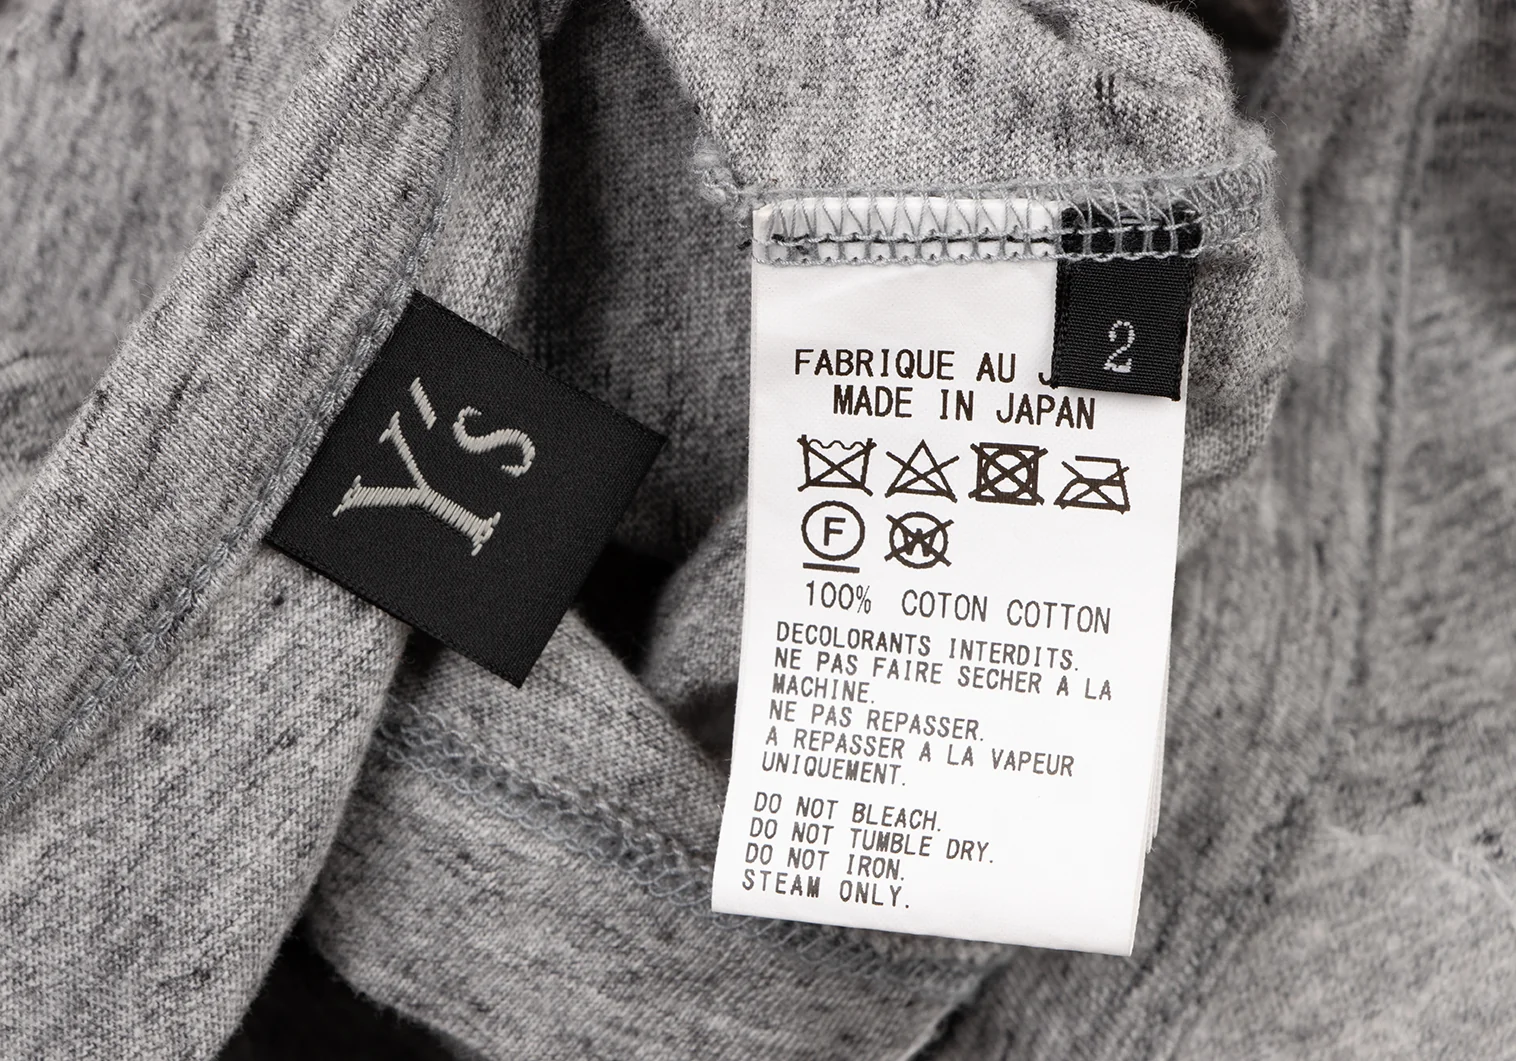 Y's
2
FABRIQUE AU
MADE IN JAPAN
F
W
100% COTON COTTON
DECOLORANTS INTERDITS.
NE PAS FAIRE SECHER A LA
MACHINE.
NE PAS REPASSER.
A REPASSER A LA VAPEUR
UNIQUEMENT.
DO NOT BLEACH.
DO NOT TUMBLE DRY.
DO NOT IRON.
STEAM ONLY.